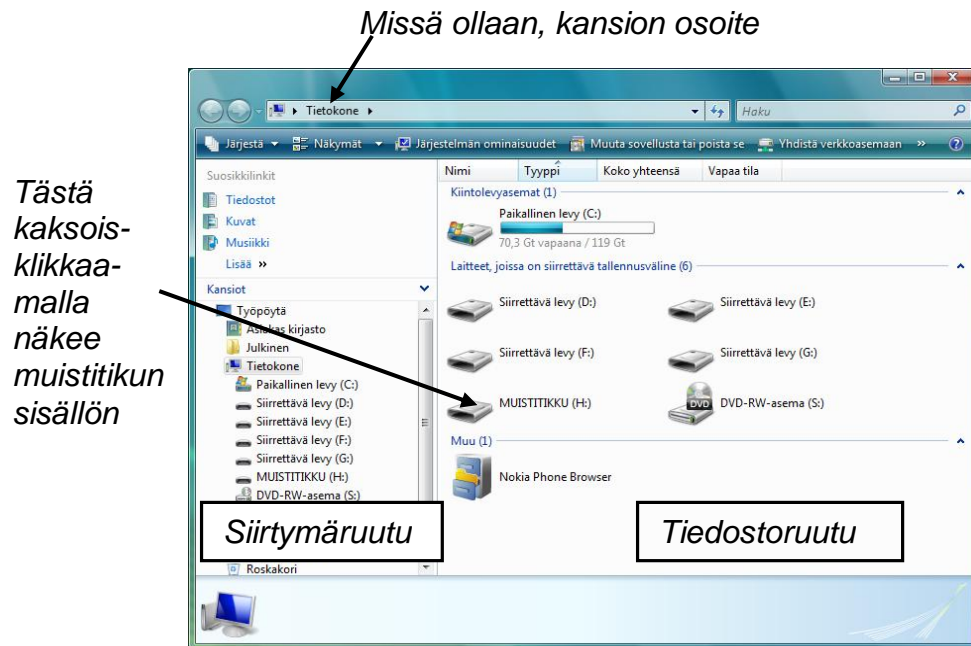 Missä ollaan, kansion osoite
Tietokone
Haku
Järjestä
Näkymät
Järjestelmän ominaisuudet
Muuta sovellusta tai poista se
Yhdistä verkkoasemaan
»
?
Tästä
kaksois-
klikkaa-
malla
näkee
muistitikun
sisällön
Suosikkilinkit
Tiedostot
Kuvat
Musiikki
Lisää »
Kansiot
Työpöytä
Asiakas kirjasto
Julkinen
Tietokone
Paikallinen levy (C:)
Siirrettävä levy (D:)
Siirrettävä levy (E:)
Siirrettävä levy (F:)
Siirrettävä levy (G:)
MUISTITIKKU (H:)
DVD-RW-asema (S:)
Siirtymäruutu
Roskakori
Nimi Tyyppi Koko yhteensä Vapaa tila
Kiintolevyasemat (1)
Paikallinen levy (C:)
70,3 Gt vapaana / 119 Gt
Laitteet, joissa on siirrettävä tallennusväline (6)
Siirrettävä levy (D:) Siirrettävä levy (E:)
Siirrettävä levy (F:) Siirrettävä levy (G:)
MUISTITIKKU (H:) DVD DVD-RW-asema (S:)
Muu (1)
Nokia Phone Browser
Tiedostoruutu